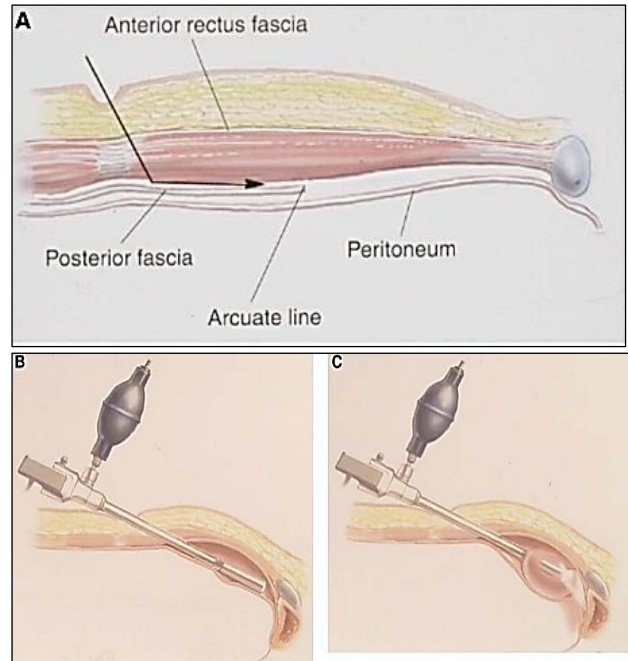 A
Anterior rectus fascia
Posterior fascia
Peritoneum
Arcuate line
B
C